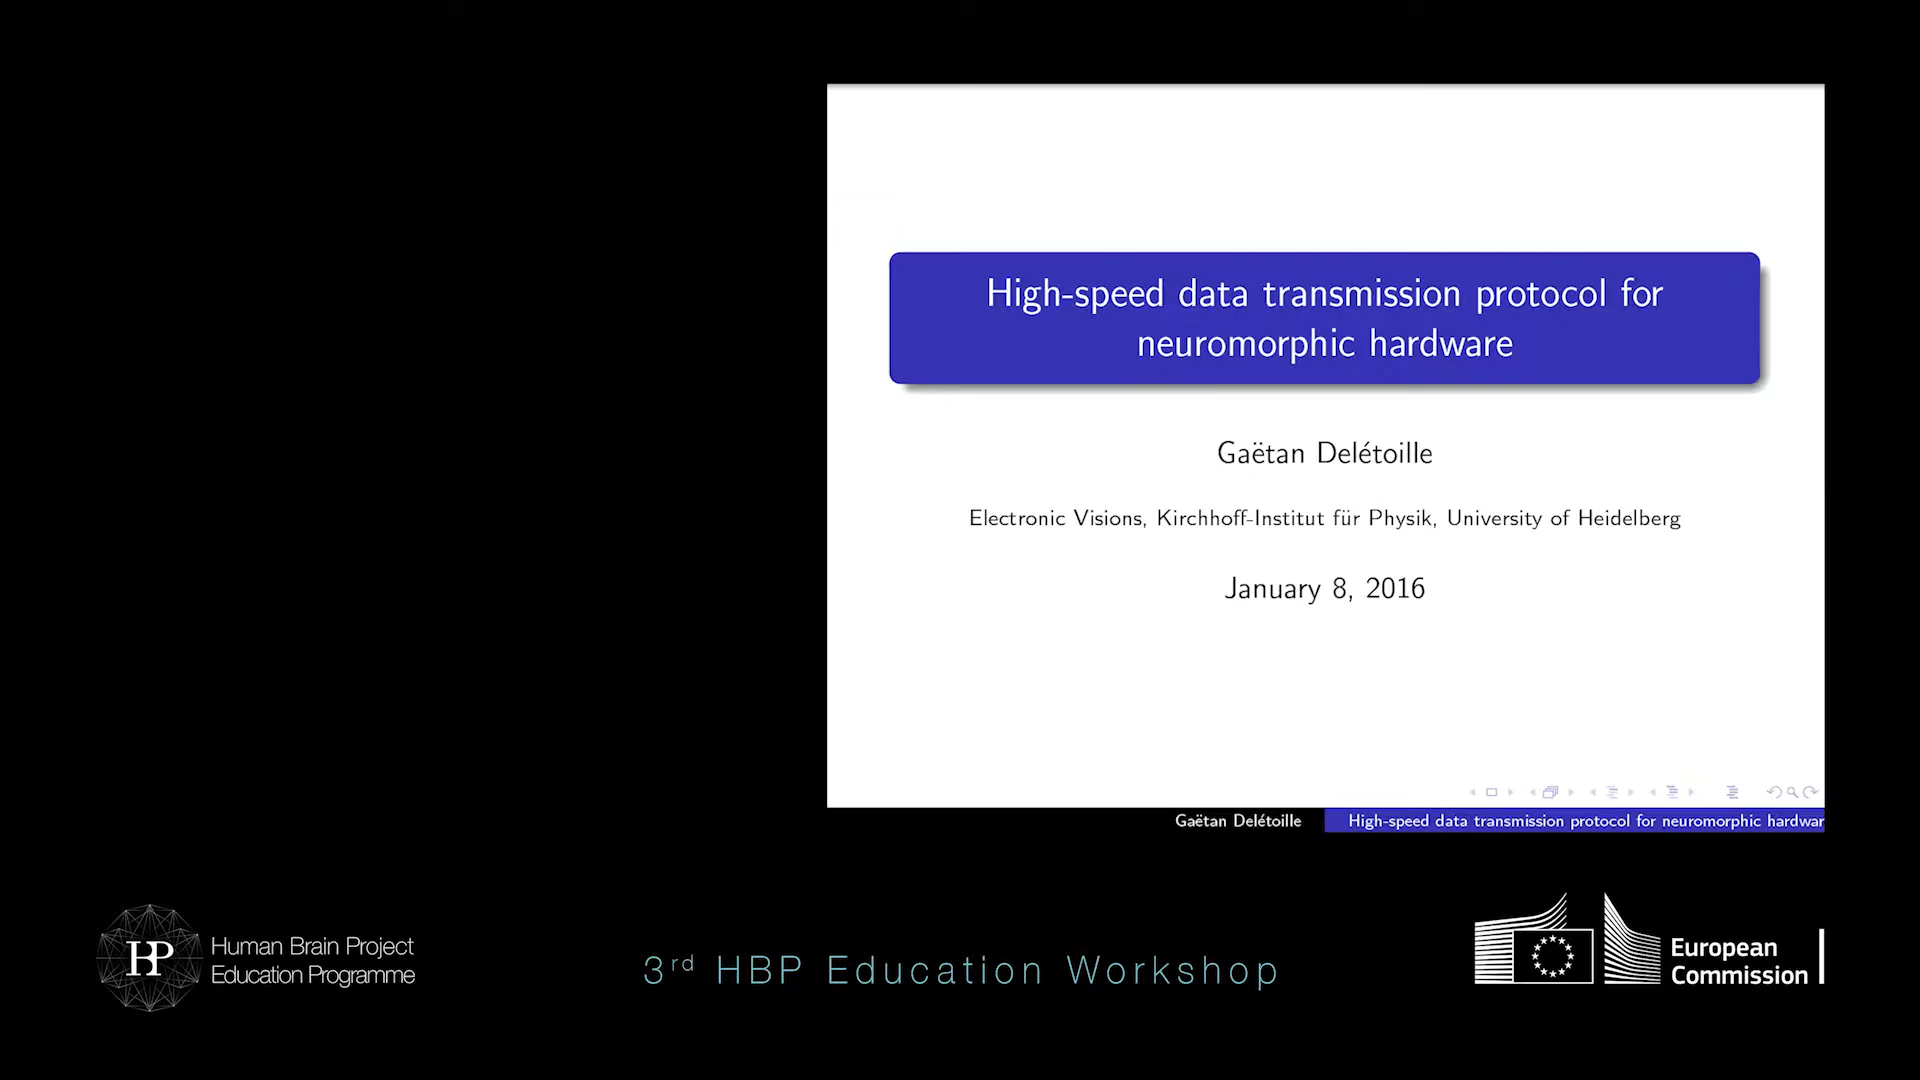 High-speed data transmission protocol for
neuromorphic hardware
Gaëtan Delétoille
Electronic Visions, Kirchhoff-Institut für Physik, University of Heidelberg
January 8, 2016
Gaëtan Delétoille
High-speed data transmission protocol for neuromorphic hardwar
HBP
Human Brain Project
Education Programme
3rd HBP Education Workshop
European
Commission